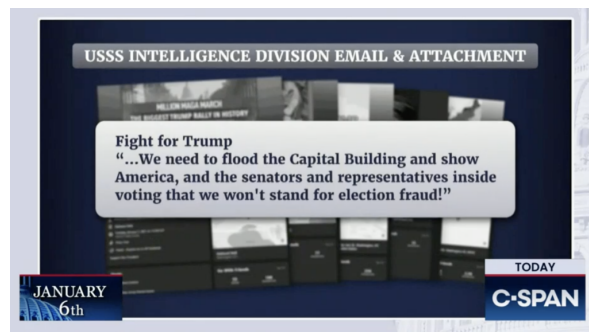 USSS INTELLIGENCE DIVISION EMAIL & ATTACHMENT
MILLION MAGA MARCH
THE BIGGEST TRUMP RALLY IN HISTORY
Fight for Trump
“...We need to flood the Capital Building and show
America, and the senators and representatives inside
voting that we won't stand for election fraud!”
TODAY
JANUARY
6th
C-SPAN